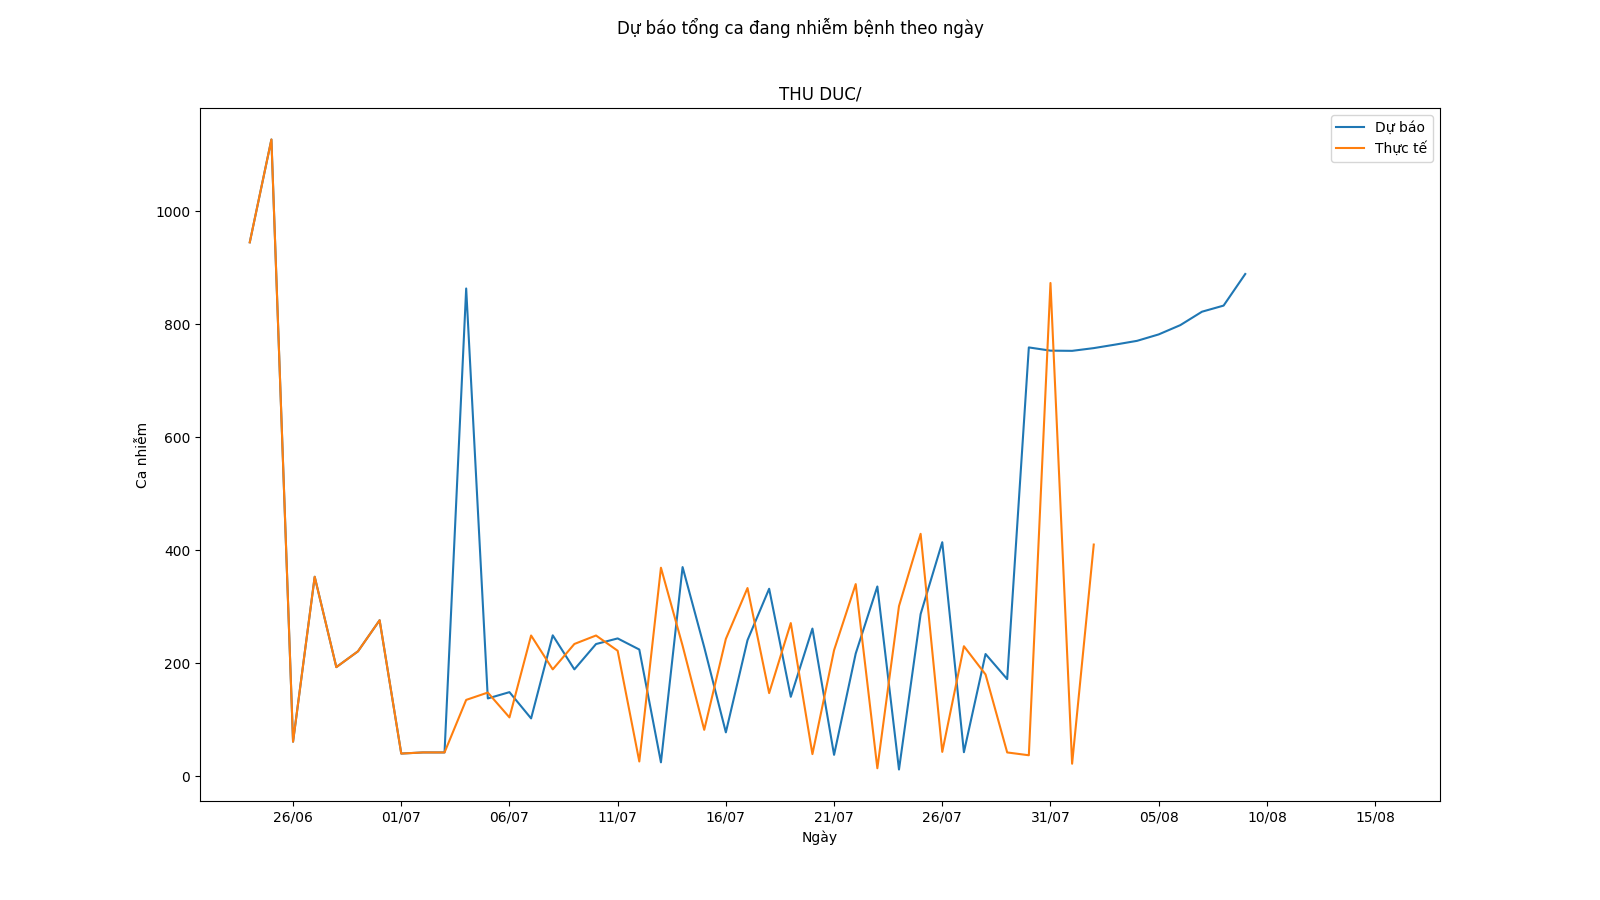 Dự báo tổng ca đang nhiễm bệnh theo ngày
THU DUC/
Dự báo
Thực tế
1000
800
600
400
200
0
Ca nhiễm
26/06 01/07 06/07 11/07 16/07 21/07 26/07 31/07 05/08 10/08 15/08
Ngày